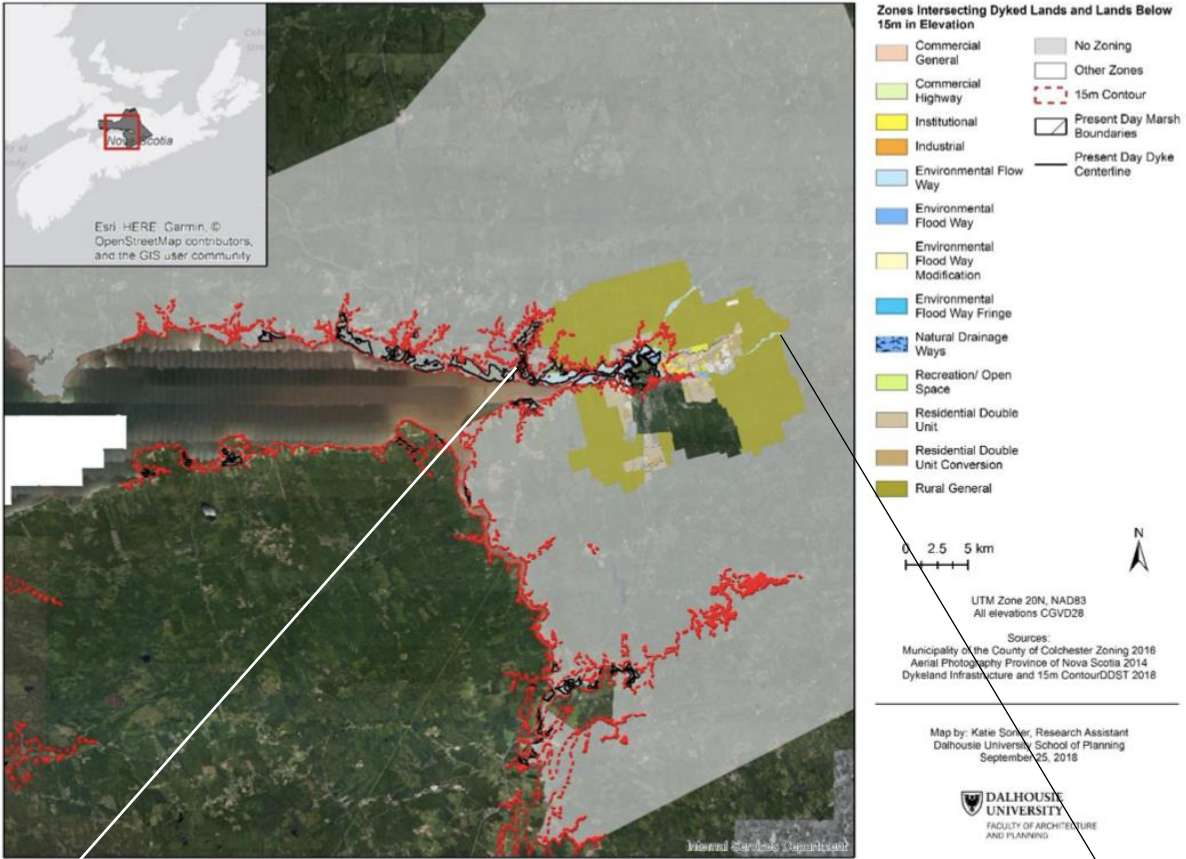 Nova Scotia
Esri, HERE, Garmin, ©
OpenStreetMap contributors,
and the GIS user community
Internal Services Department
Zones Intersecting Dyked Lands and Lands Below
15m in Elevation
Commercial
General
Commercial
Highway
Institutional
Industrial
Environmental Flow
Way
Environmental
Flood Way
Environmental
Flood Way
Modification
Environmental
Flood Way Fringe
Natural Drainage
Ways
Recreation/ Open
Space
Residential Double
Unit
Residential Double
Unit Conversion
Rural General
No Zoning
Other Zones
15m Contour
Present Day Marsh
Boundaries
Present Day Dyke
Centerline
0 2.5 5 km
N
UTM Zone 20N, NAD83
All elevations CGVD28
Sources:
Municipality of the County of Colchester Zoning 2016
Aerial Photography Province of Nova Scotia 2014
Dykeland Infrastructure and 15m ContourDDST 2018
Map by: Katie Sonier, Research Assistant
Dalhousie University School of Planning
September 25, 2018
DALHOUSIE
UNIVERSITY
FACULTY OF ARCHITECTURE
AND PLANNING